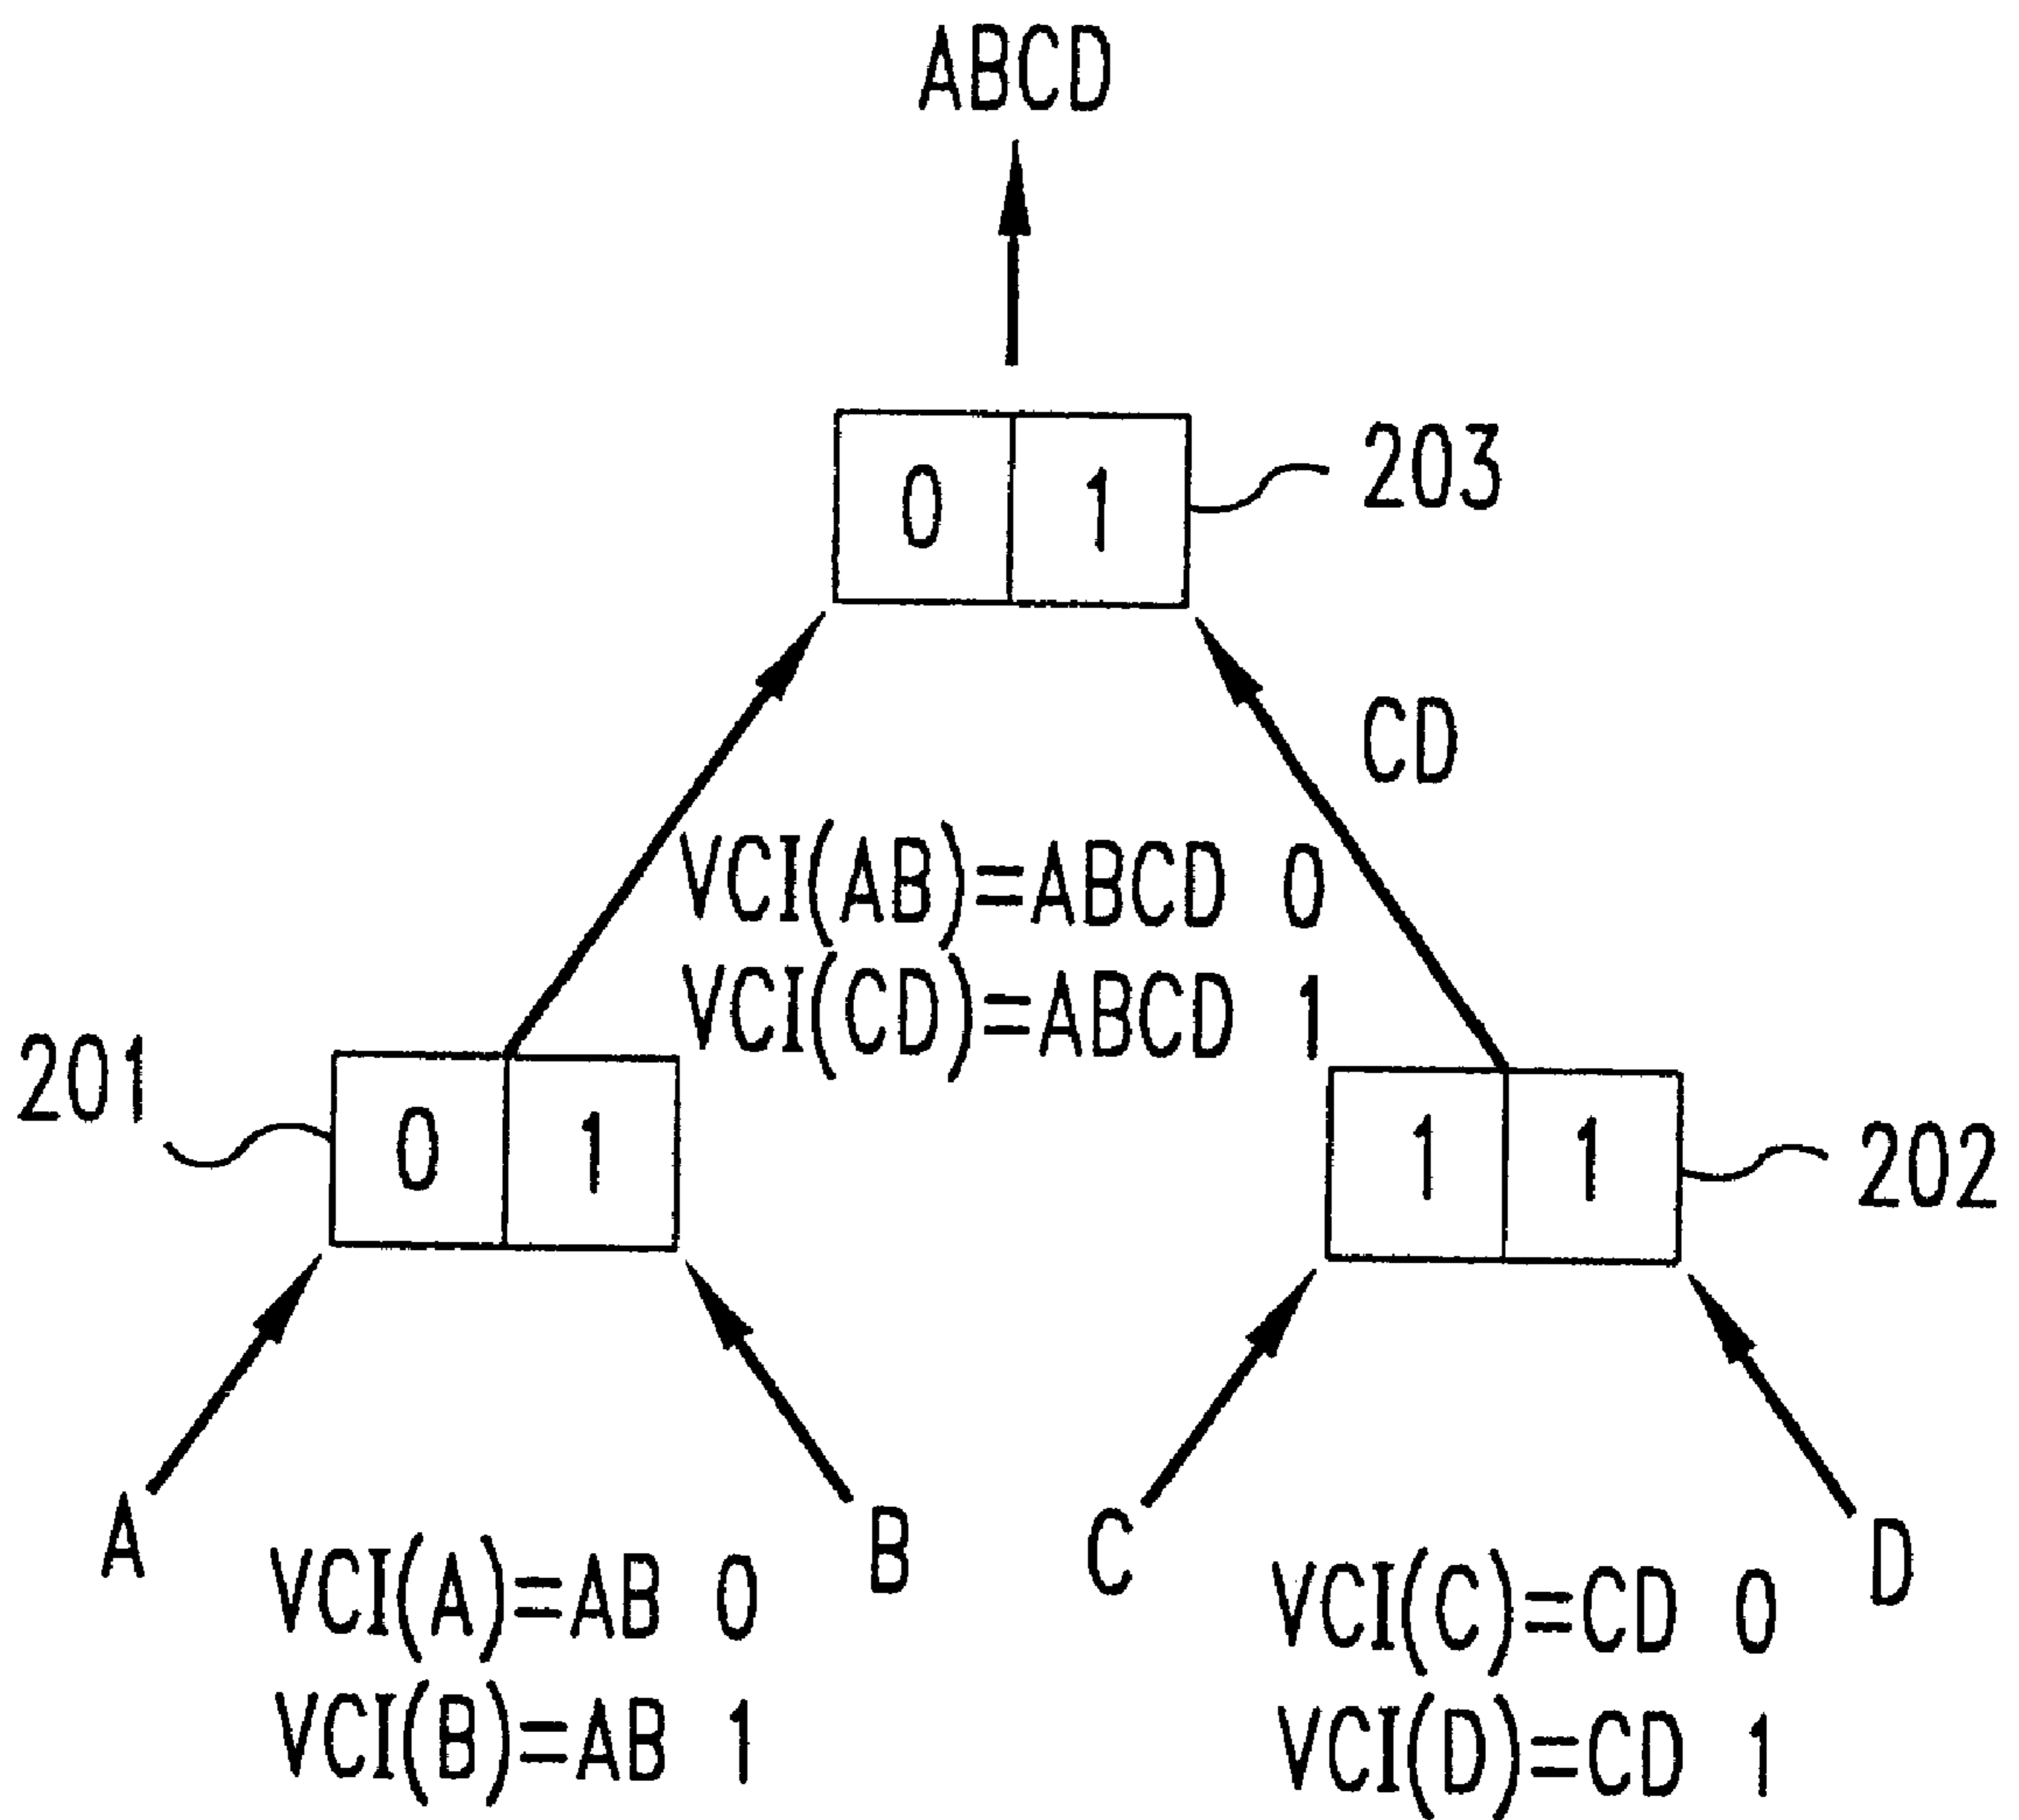 ABCD
0 1
203
CD
VCI(AB)=ABCD 0
VCI(CD)=ABCD 1
201
0 1
1 1
202
A
B
C
D
VCI(A)=AB 0
VCI(B)=AB 1
VCI(C)=CD 0
VCI(D)=CD 1